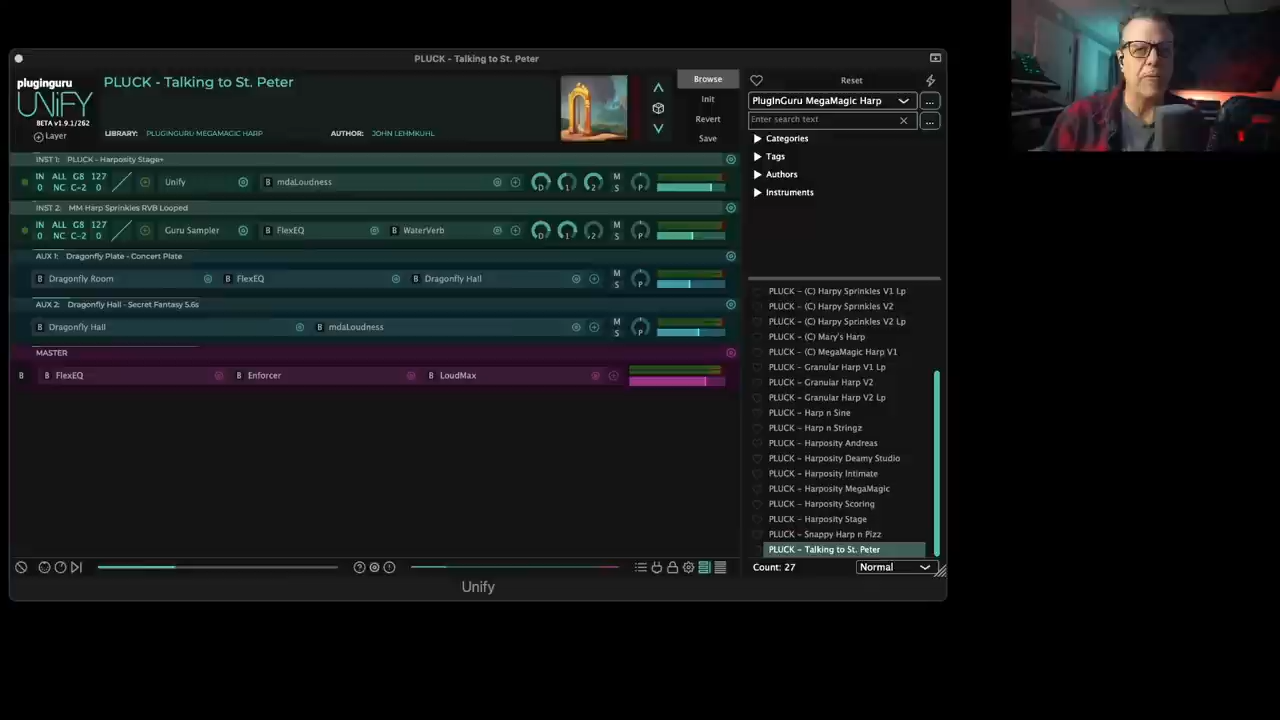 PLUCK - Talking to St. Peter
pluginguru
UNiFY
BETA v1.9.1/262
Layer
PLUCK - Talking to St. Peter
LIBRARY: PLUGINGURU MEGAMAGIC HARP
AUTHOR: JOHN LEHMKUHL
Browse
Init
Revert
Save
Reset
PlugInGuru MegaMagic Harp
...
Enter search text
...
Categories
Tags
Authors
Instruments
INST 1: PLUCK - Harposity Stage+
IN ALL G8 127
0 NC C-2 0
Unify
B mdaLoudness
D 1 2
M
S
P
INST 2: MM Harp Sprinkles RVB Looped
IN ALL G8 127
0 NC C-2 0
Guru Sampler
B FlexEQ
B WaterVerb
D 1 2
M
S
P
AUX 1: Dragonfly Plate - Concert Plate
B Dragonfly Room
B FlexEQ
B Dragonfly Hall
M
S
P
AUX 2: Dragonfly Hall - Secret Fantasy 5.6s
B Dragonfly Hall
B mdaLoudness
M
S
P
MASTER
B
B FlexEQ
B Enforcer
B LoudMax
PLUCK - (C) Harpy Sprinkles V1 Lp
PLUCK - (C) Harpy Sprinkles V2
PLUCK - (C) Harpy Sprinkles V2 Lp
PLUCK - (C) Mary's Harp
PLUCK - (C) MegaMagic Harp V1
PLUCK - Granular Harp V1 Lp
PLUCK - Granular Harp V2
PLUCK - Granular Harp V2 Lp
PLUCK - Harp n Sine
PLUCK - Harp n Stringz
PLUCK - Harposity Andreas
PLUCK - Harposity Deamy Studio
PLUCK - Harposity Intimate
PLUCK - Harposity MegaMagic
PLUCK - Harposity Scoring
PLUCK - Harposity Stage
PLUCK - Snappy Harp n Pizz
PLUCK - Talking to St. Peter
Count: 27
Normal
Unify